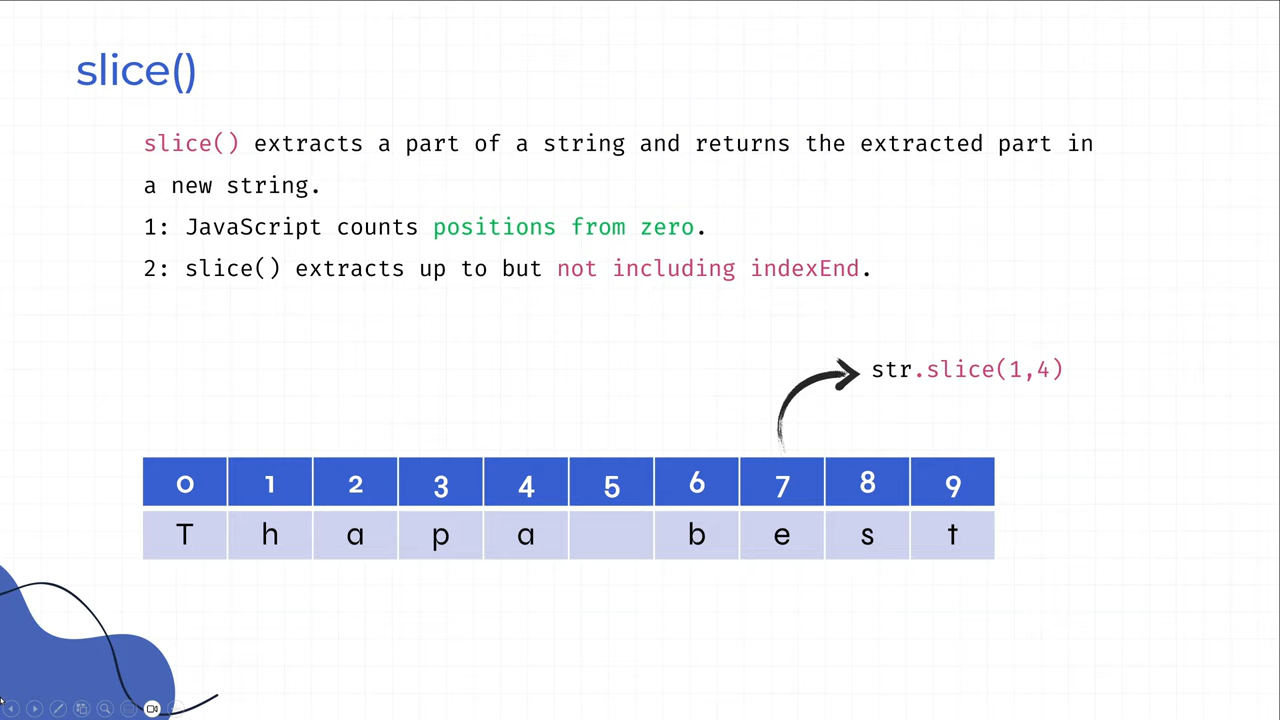 slice()
slice() extracts a part of a string and returns the extracted part in
a new string.
1: JavaScript counts positions from zero.
2: slice() extracts up to but not including indexEnd.
str.slice(1,4)
0 1 2 3 4 5 6 7 8 9
T h a p a b e s t